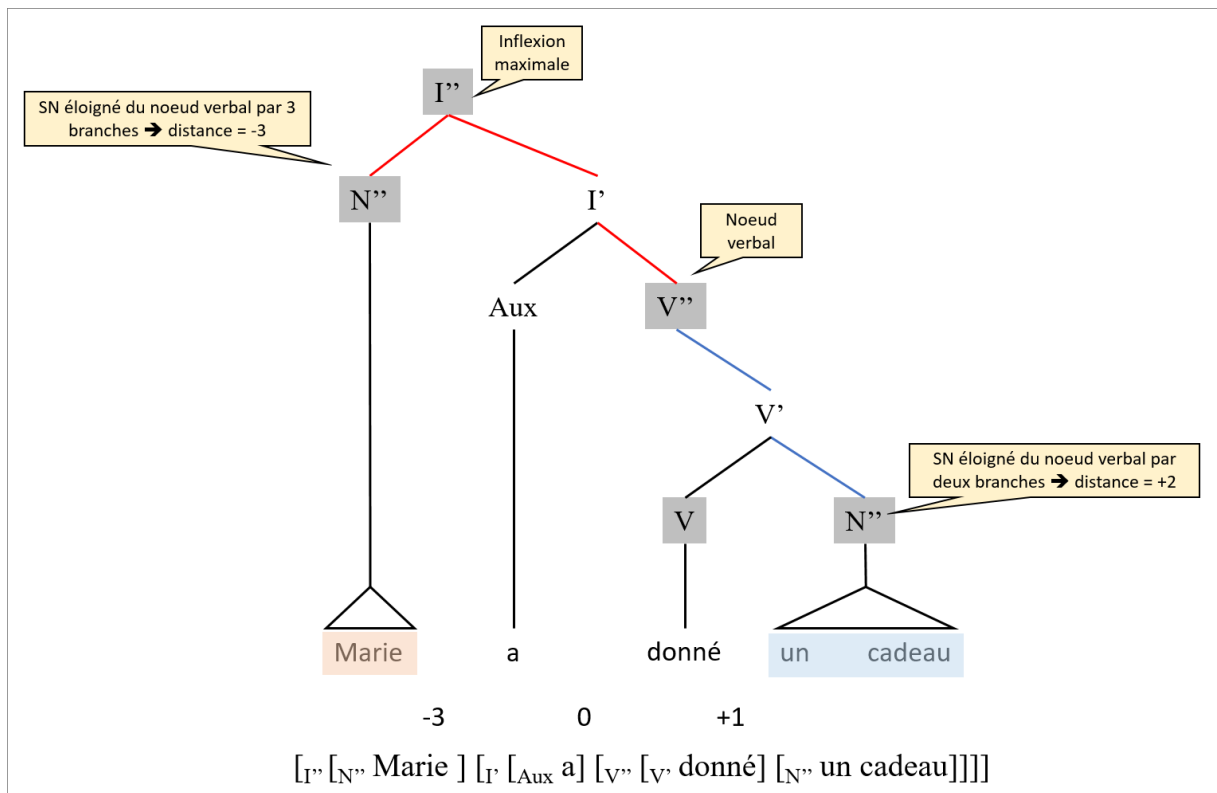 Inflexion
maximale
I’’
SN éloigné du noeud verbal par 3
branches ➔ distance = -3
N’’
I’
Noeud
verbal
Aux
V’’
V’
SN éloigné du noeud verbal par
deux branches ➔ distance = +2
V
N’’
Marie a donné un cadeau
-3 0 +1
[I’’ [N’’ Marie ] [I’ [Aux a] [V’’ [V’ donné] [N’’ un cadeau]]]]